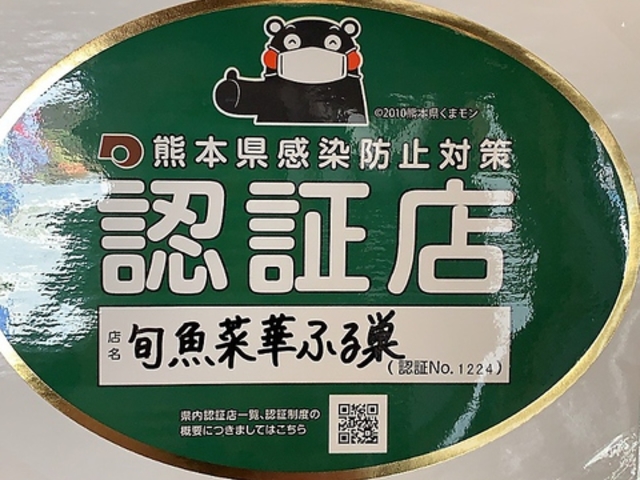 ©2010熊本県くまモン
熊本県感染防止対策
認証店
店名 旬魚菜華ふる巣
(認証No.1224)
県内認証店一覧、認証制度の
概要につきましてはこちら